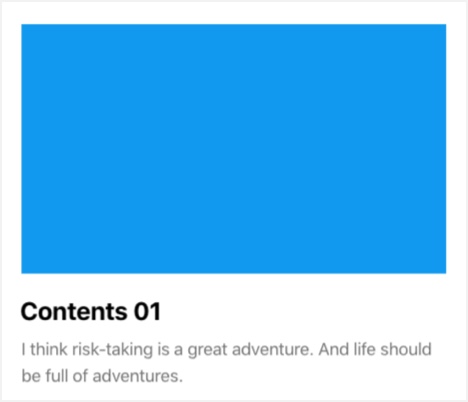 Contents 01
I think risk-taking is a great adventure. And life should
be full of adventures.